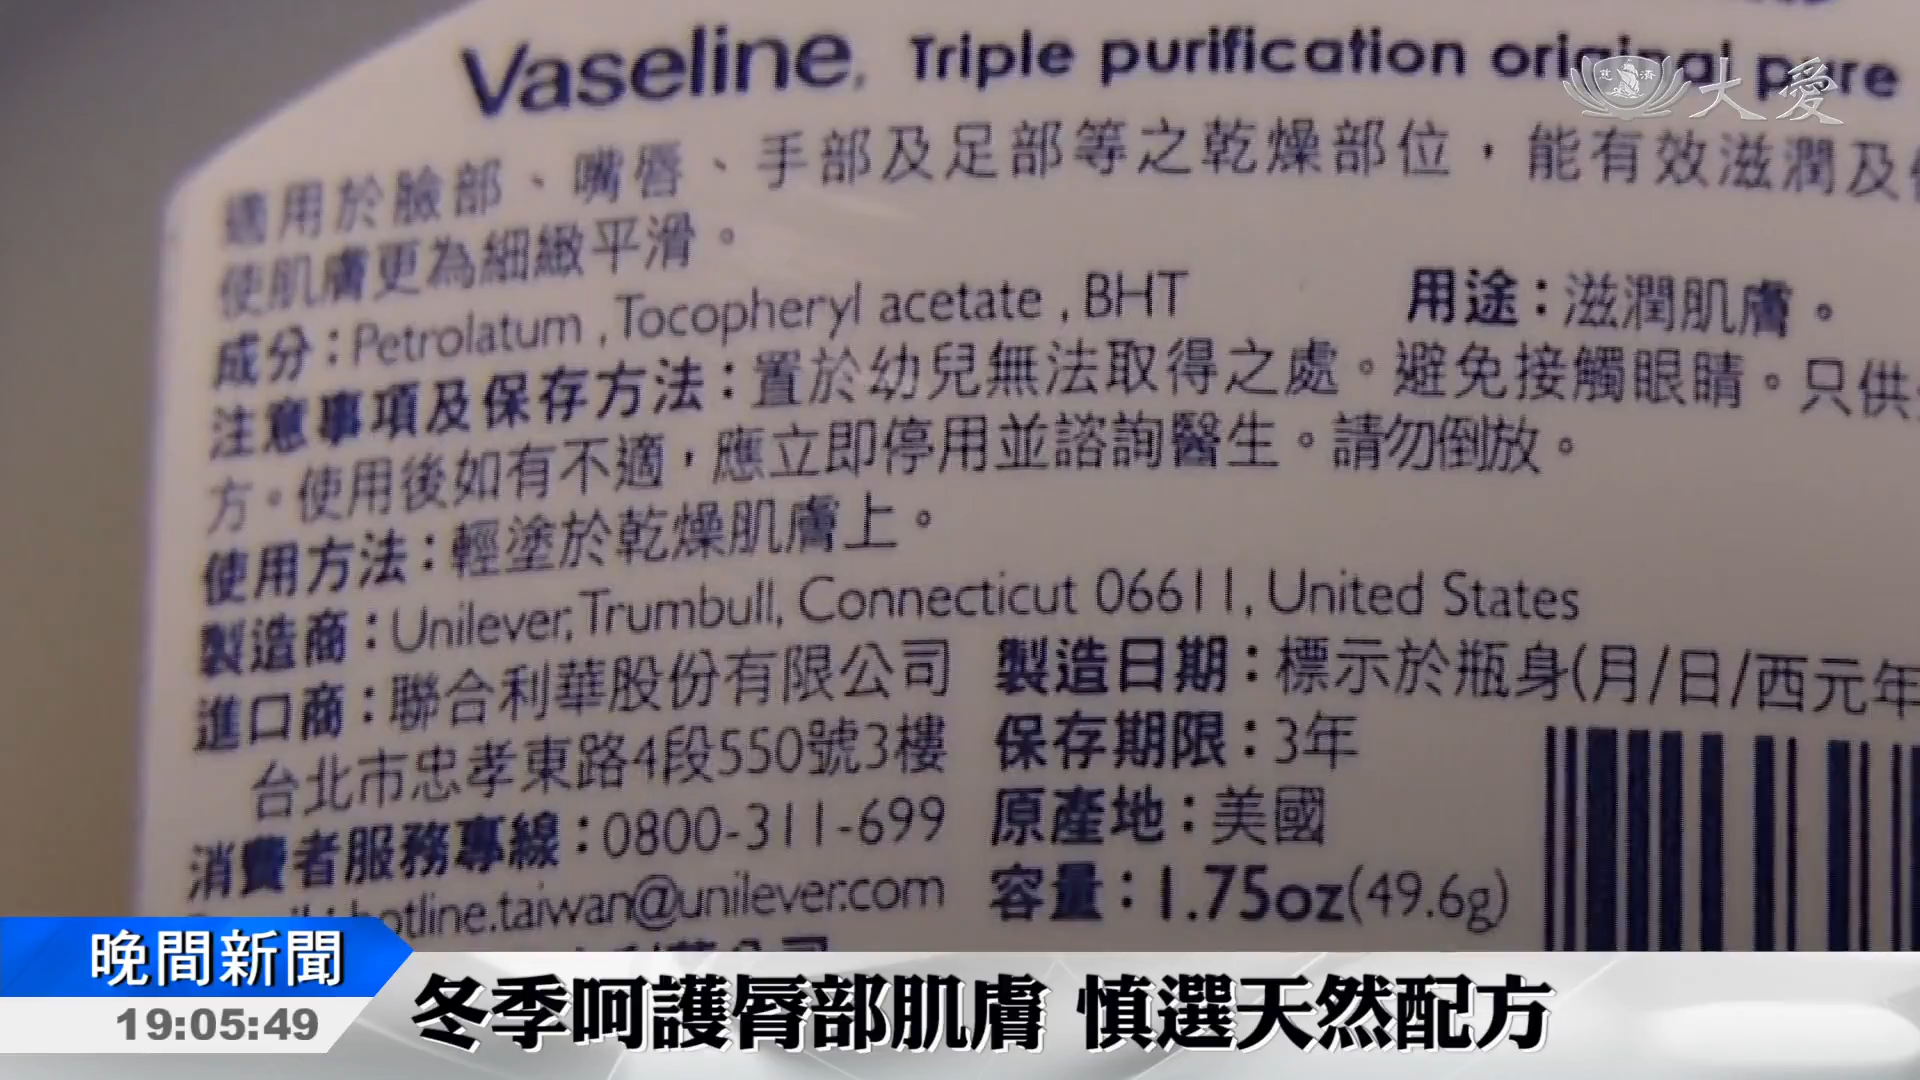 Vaseline. Triple purification original pure
慈 濟 大愛
適用於臉部、嘴唇、手部及足部等之乾燥部位，能有效滋潤及
使肌膚更為細緻平滑。
成分：Petrolatum ,Tocopheryl acetate , BHT 用途：滋潤肌膚。
注意事項及保存方法：置於幼兒無法取得之處。避免接觸眼睛。只供
方。使用後如有不適，應立即停用並諮詢醫生。請勿倒放。
使用方法：輕塗於乾燥肌膚上。
製造商：Unilever, Trumbull, Connecticut 06611, United States
進口商：聯合利華股份有限公司
台北市忠孝東路4段550號3樓
消費者服務專線：0800-311-699
hotline.taiwan@unilever.com
製造日期：標示於瓶身(月/日/西元年
保存期限：3年
原產地：美國
容量：1.75oz(49.6g)
晚間新聞
19:05:49
冬季呵護唇部肌膚 慎選天然配方